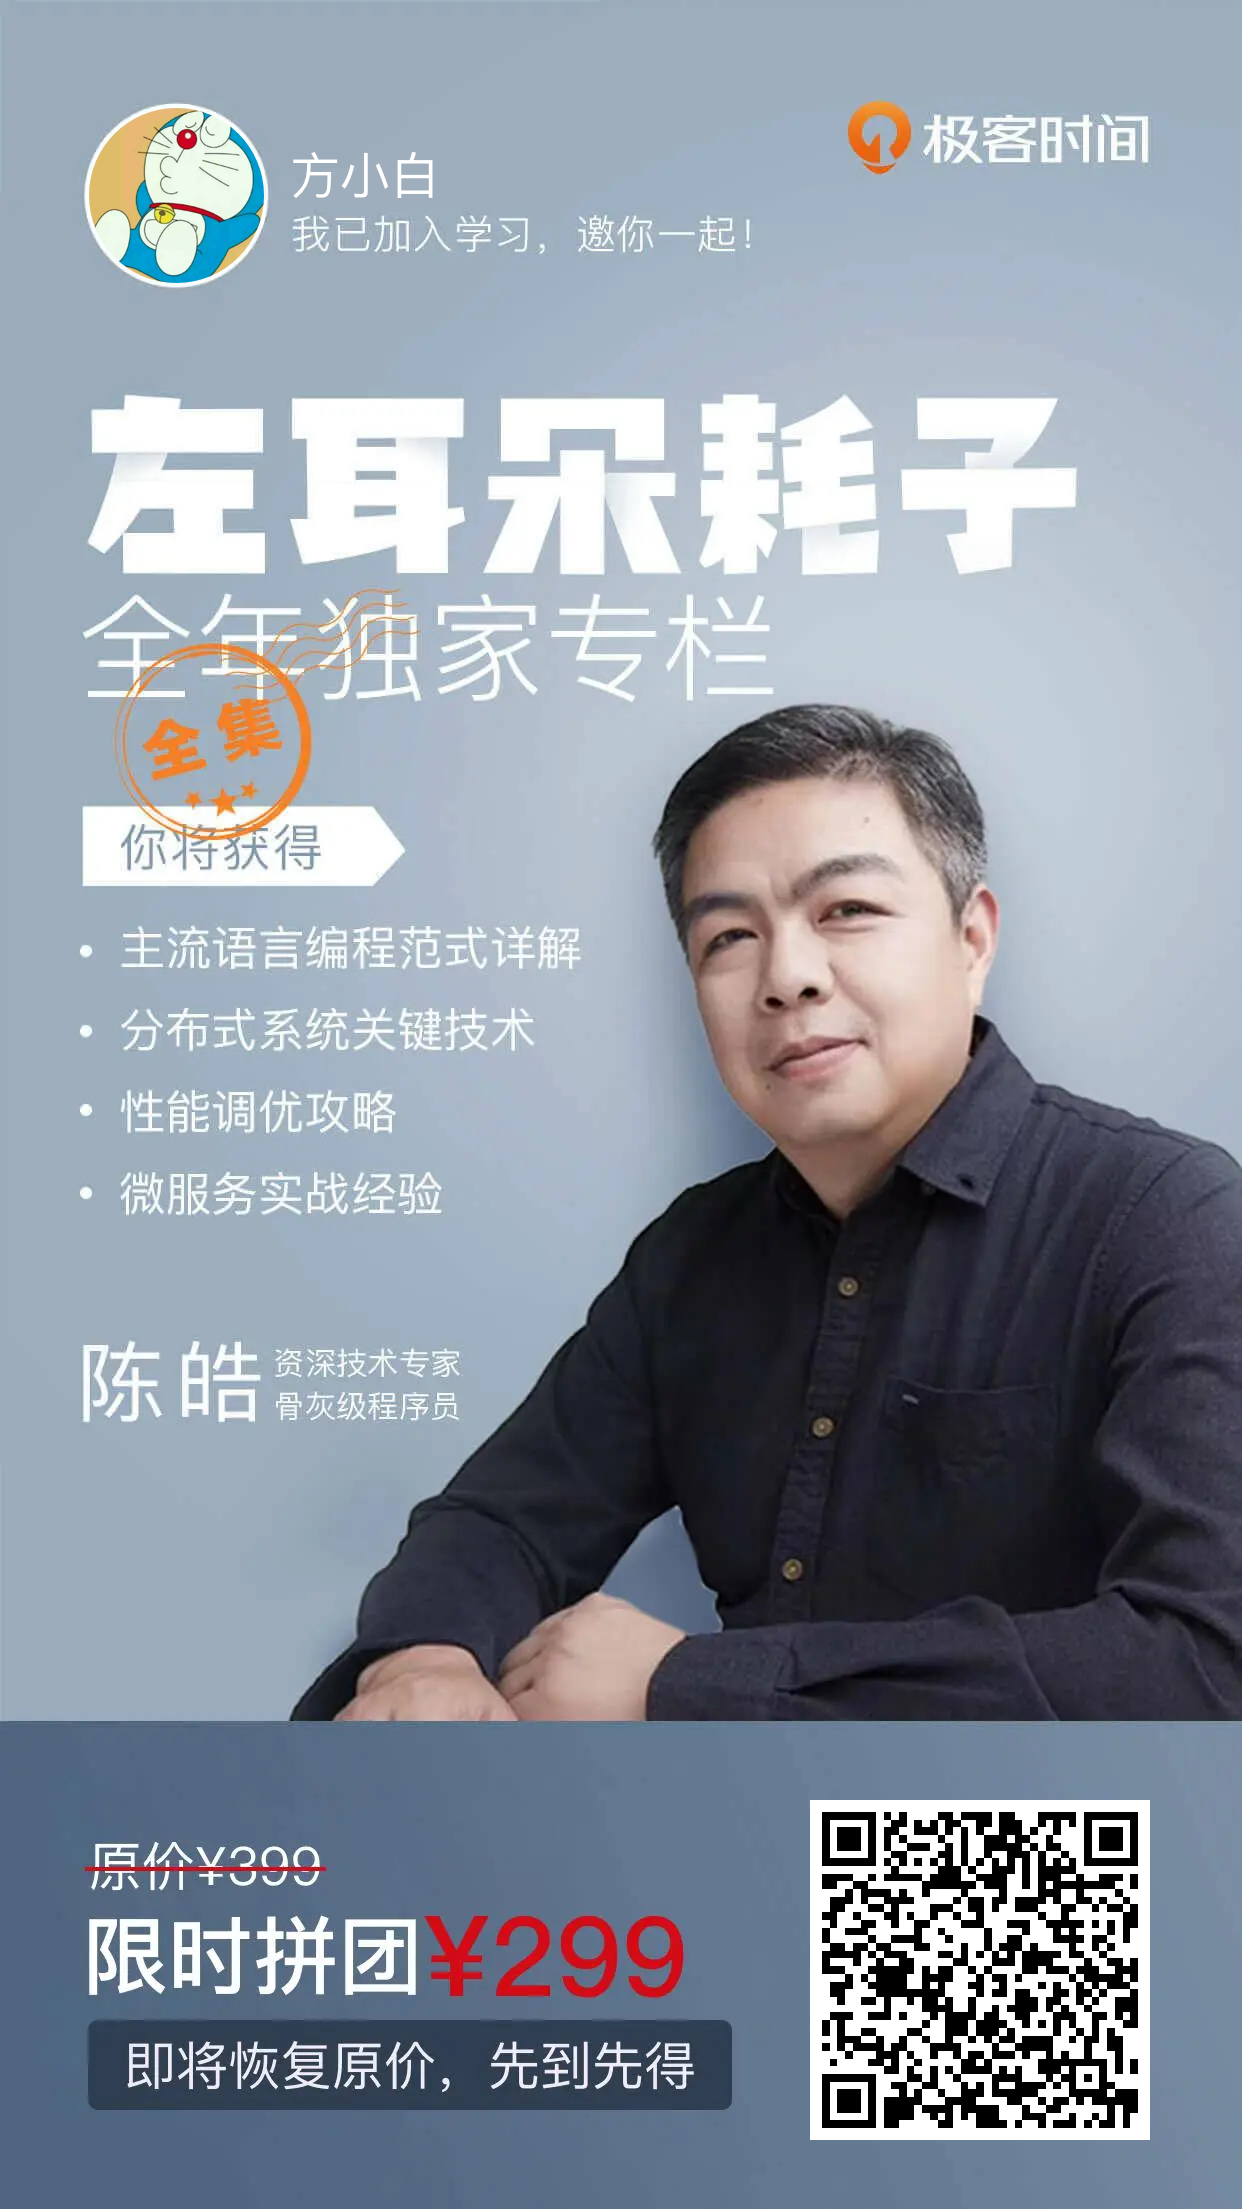 方小白
我已加入学习，邀你一起！
极客时间
左耳朵耗子
全年独家专栏
全集
你将获得
• 主流语言编程范式详解
• 分布式系统关键技术
• 性能调优攻略
• 微服务实战经验
陈皓
资深技术专家
骨灰级程序员
原价¥399
限时拼团¥299
即将恢复原价，先到先得